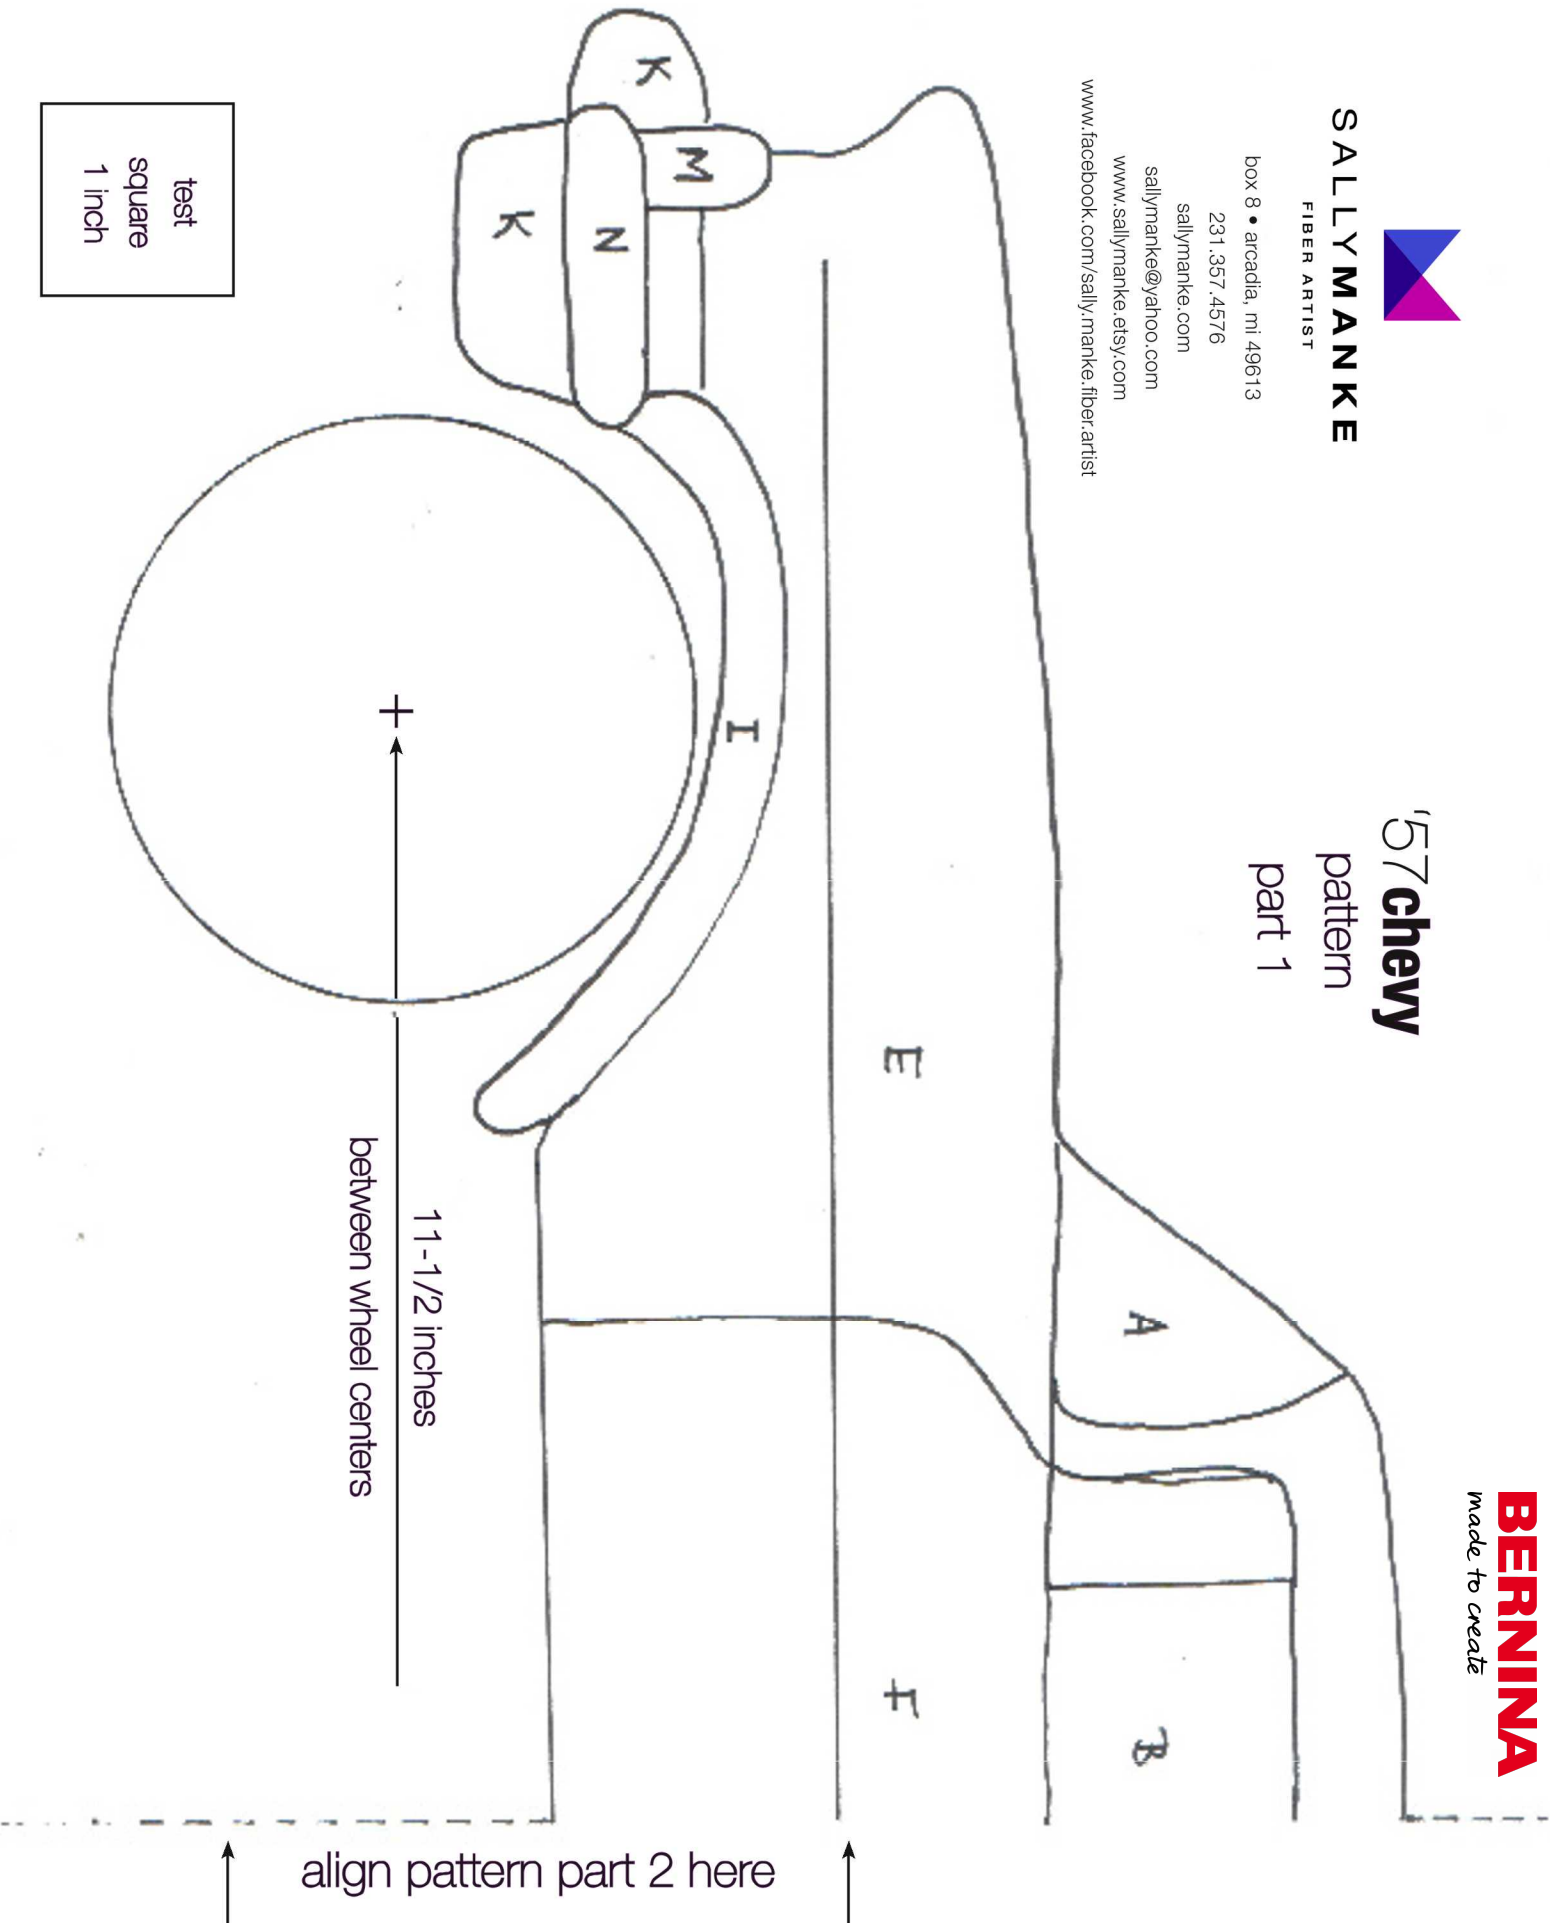 BERNINA
made to create
'57chevy
pattern
part 1
SALLYMANKE
FIBER ARTIST
box 8 • arcadia, mi 49613
231.357.4576
sallymanke.com
sallymanke@yahoo.com
www.sallymanke.etsy.com
www.facebook.com/sally.manke.fiber.artist
K
M
K
N
I
E
A
F
B
11-1/2 inches
between wheel centers
test
square
1 inch
align pattern part 2 here